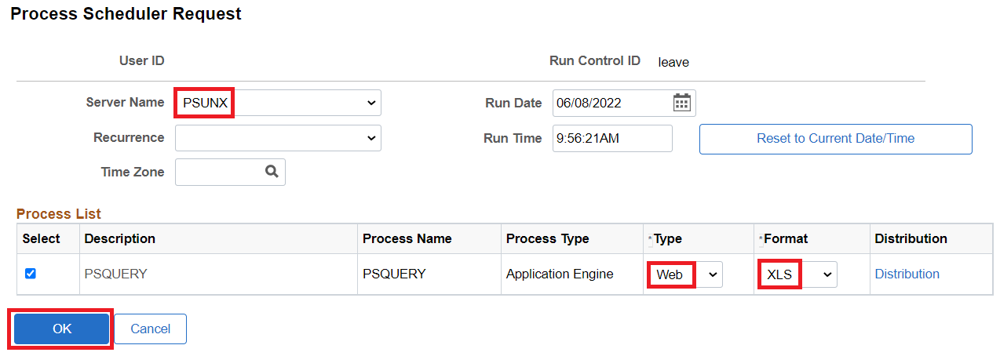 Process Scheduler Request
User ID Run Control ID leave
Server Name PSUNX Run Date 06/08/2022
Recurrence Run Time 9:56:21AM Reset to Current Date/Time
Time Zone
Process List
Select Description Process Name Process Type *Type *Format Distribution
PSQUERY PSQUERY Application Engine Web XLS Distribution
OK Cancel